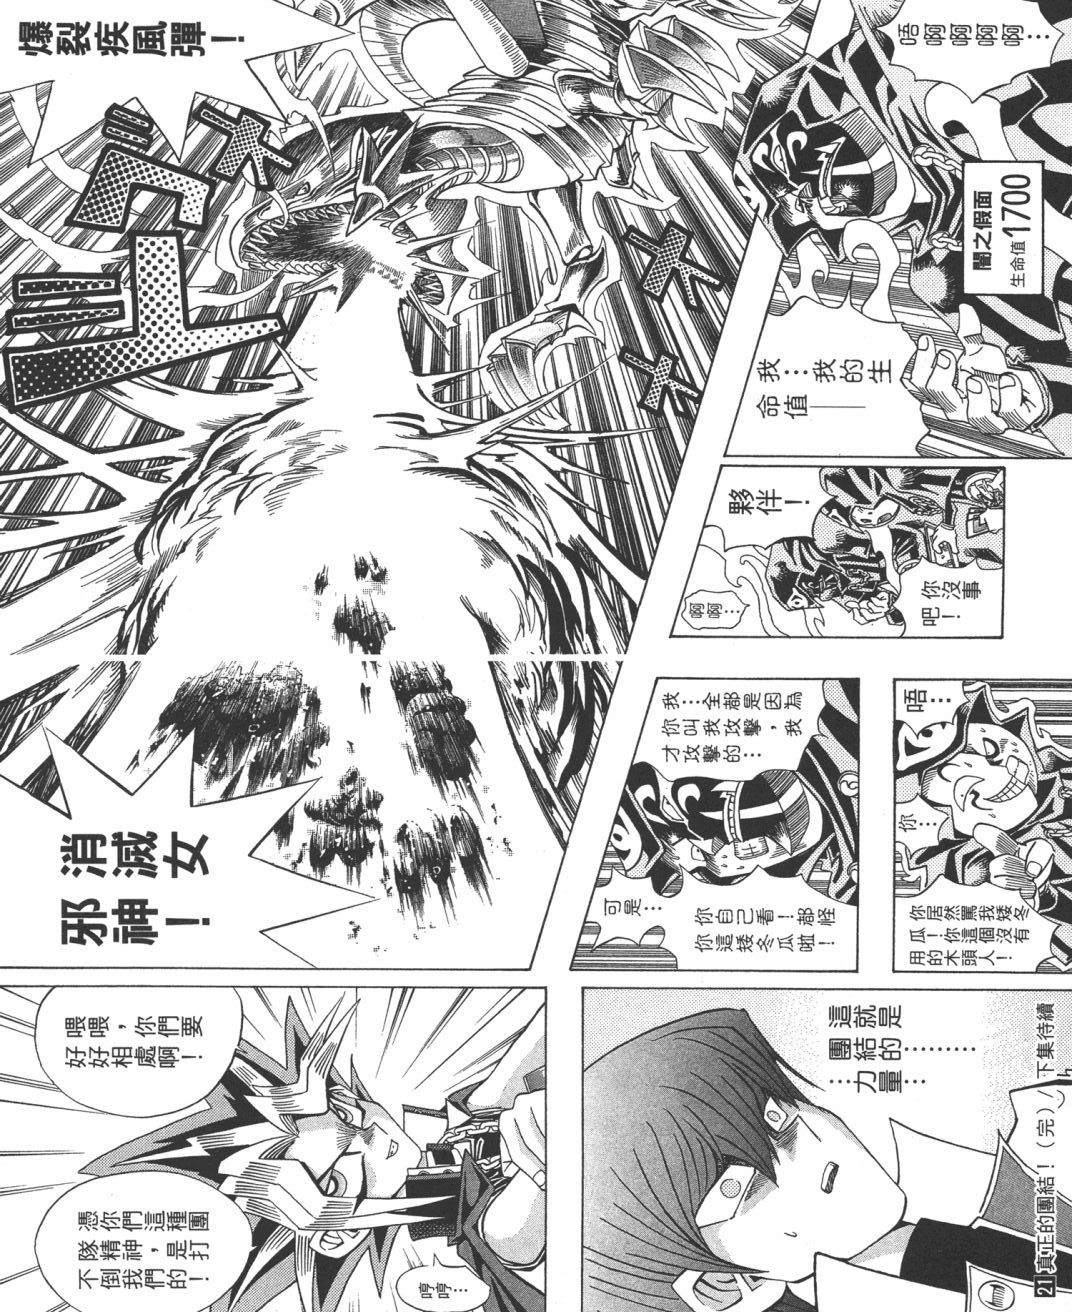 爆裂疾風彈！
唔啊啊啊啊…
闇之假面
生命值1700
我…我的生
命值——
夥伴！
你沒事
吧！
啊啊…
消滅女
邪神！
我…全都是因為
你叫我攻擊，我
才攻擊的…
可是…
你自己看！都怪
你這矮冬瓜啦！
唔…
你…
你居然罵我矮冬
瓜！你這個沒有
用的木頭人！
喂喂，你們要
好好相處啊！
憑你們這種團
隊精神，是打
不倒我們的！
哼哼…
這就是
團結的………
…力量…
21 真正的團結！（完）/下集待續